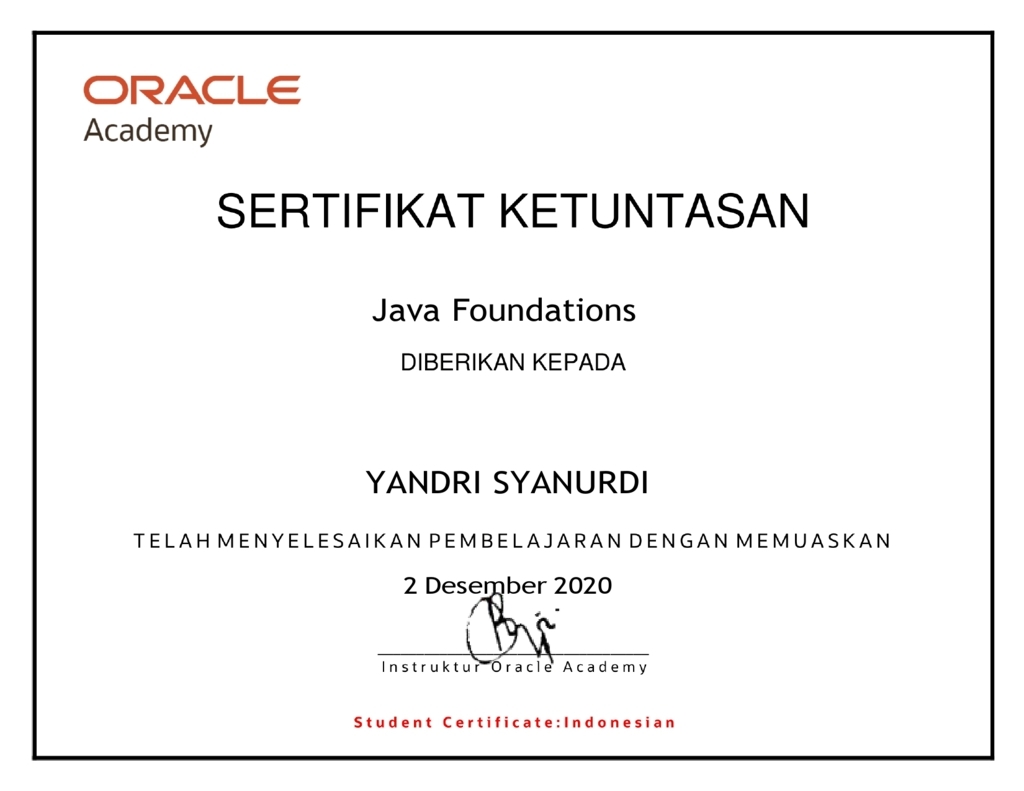 ORACLE
Academy
SERTIFIKAT KETUNTASAN
Java Foundations
DIBERIKAN KEPADA
YANDRI SYANURDI
TELAH MENYELESAIKAN PEMBELAJARAN DENGAN MEMUASKAN
2 Desember 2020
Instruktur Oracle Academy
Student Certificate:Indonesian